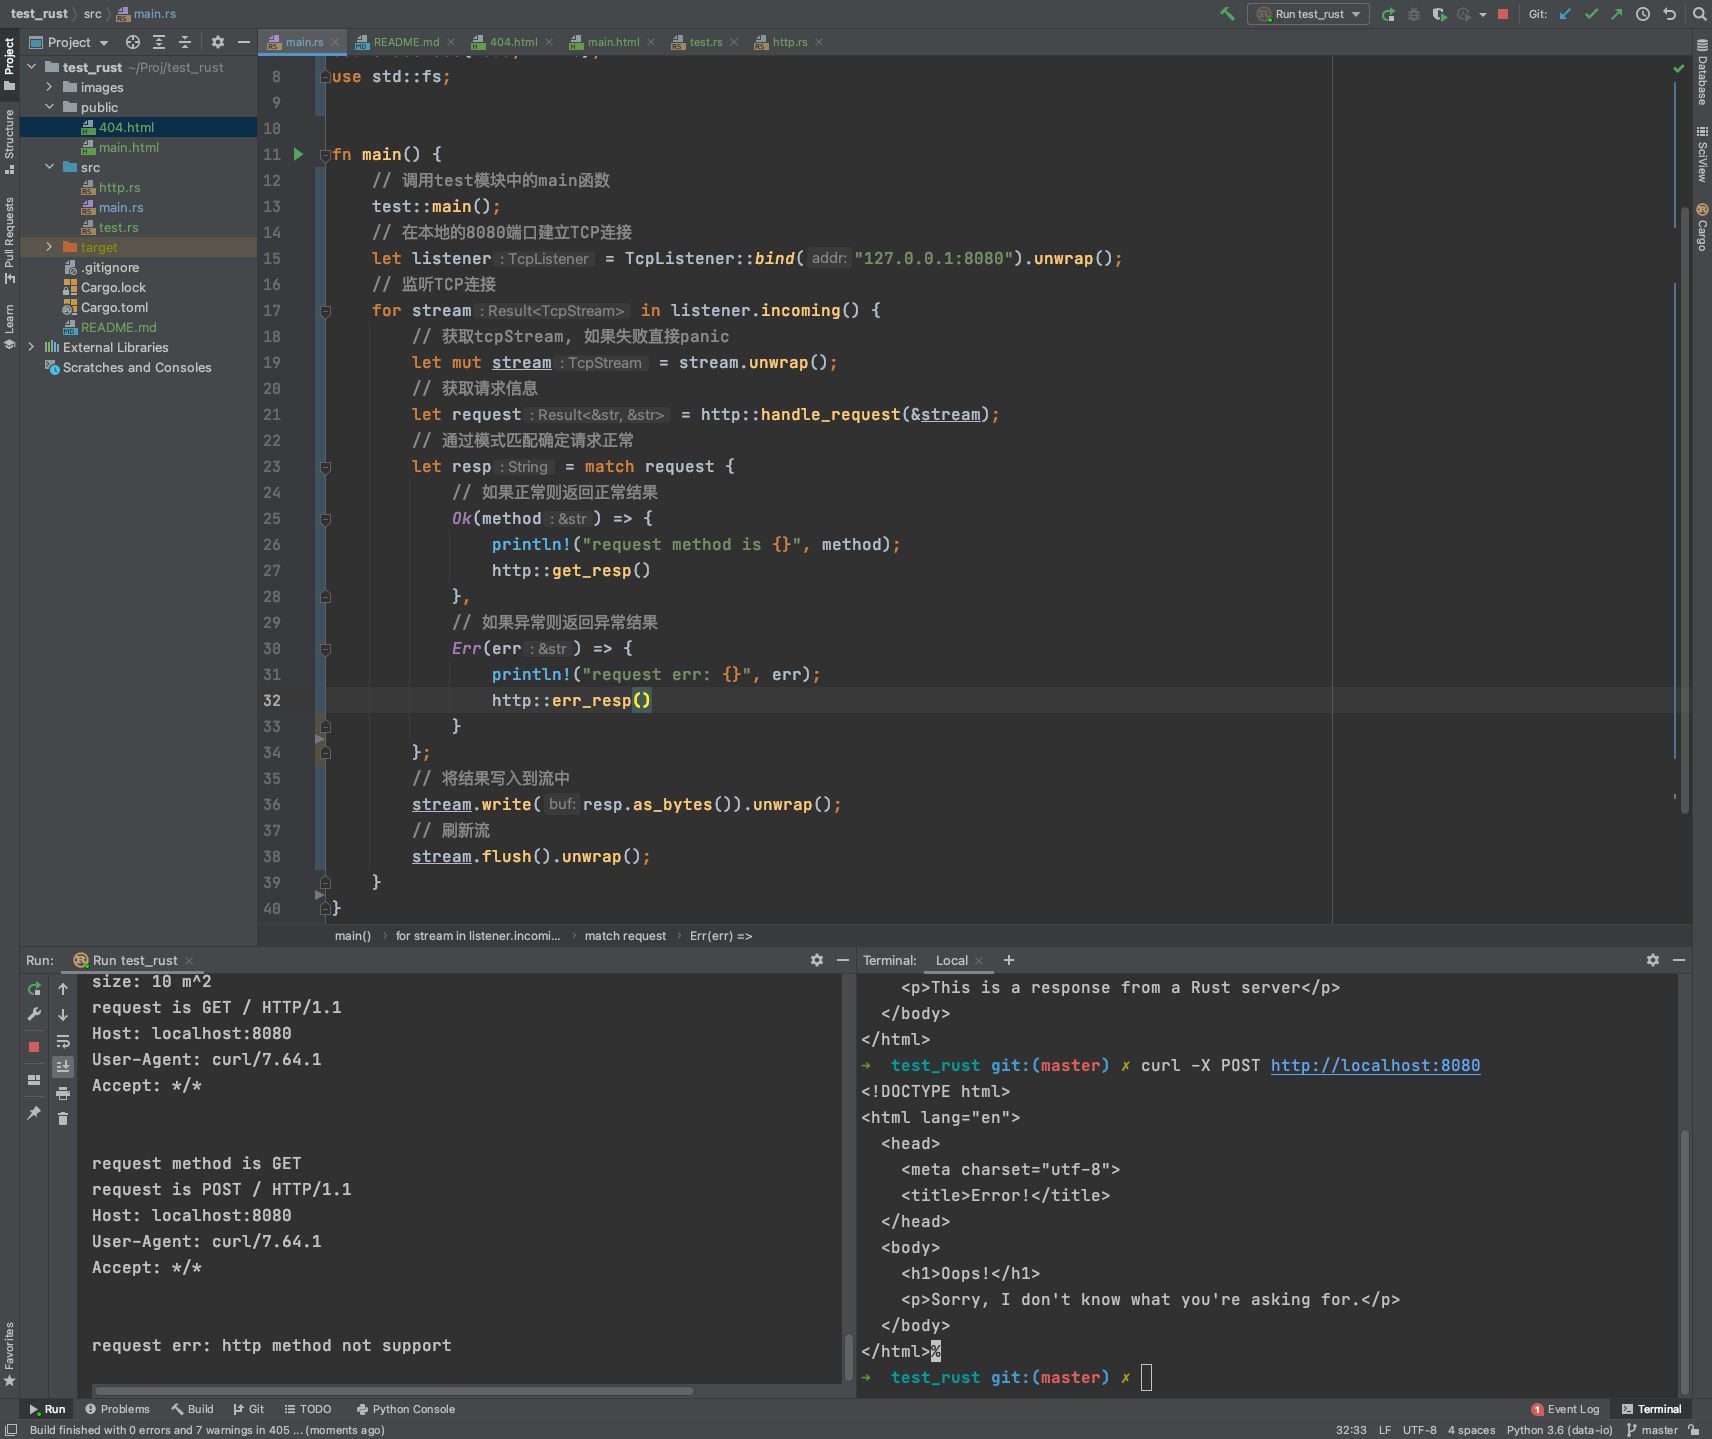 test_rust src main.rs
Run test_rust
Git:
Project
main.rs
README.md
404.html
main.html
test.rs
http.rs
Project
Structure
Pull Requests
Learn
Favorites
test_rust ~/Proj/test_rust
images
public
404.html
main.html
src
http.rs
main.rs
test.rs
target
.gitignore
Cargo.lock
Cargo.toml
README.md
External Libraries
Scratches and Consoles
8 use std::fs;
9
10
11 fn main() {
12 // 调用test模块中的main函数
13 test::main();
14 // 在本地的8080端口建立TCP连接
15 let listener : TcpListener = TcpListener::bind( addr: "127.0.0.1:8080").unwrap();
16 // 监听TCP连接
17 for stream : Result<TcpStream> in listener.incoming() {
18 // 获取tcpStream, 如果失败直接panic
19 let mut stream : TcpStream = stream.unwrap();
20 // 获取请求信息
21 let request : Result<&str, &str> = http::handle_request(&stream);
22 // 通过模式匹配确定请求正常
23 let resp : String = match request {
24 // 如果正常则返回正常结果
25 Ok(method : &str ) => {
26 println!("request method is {}", method);
27 http::get_resp()
28 },
29 // 如果异常则返回异常结果
30 Err(err : &str ) => {
31 println!("request err: {}", err);
32 http::err_resp()
33 }
34 };
35 // 将结果写入到流中
36 stream.write( buf: resp.as_bytes()).unwrap();
37 // 刷新流
38 stream.flush().unwrap();
39 }
40 }
main() for stream in listener.incomi... match request Err(err) =>
Database
SciView
Cargo
Run: Run test_rust
size: 10 m^2
request is GET / HTTP/1.1
Host: localhost:8080
User-Agent: curl/7.64.1
Accept: */*
request method is GET
request is POST / HTTP/1.1
Host: localhost:8080
User-Agent: curl/7.64.1
Accept: */*
request err: http method not support
Terminal: Local +
<p>This is a response from a Rust server</p>
</body>
</html>
➜ test_rust git:(master) ✗ curl -X POST http://localhost:8080
<!DOCTYPE html>
<html lang="en">
<head>
<meta charset="utf-8">
<title>Error!</title>
</head>
<body>
<h1>Oops!</h1>
<p>Sorry, I don't know what you're asking for.</p>
</body>
</html>%
➜ test_rust git:(master) ✗
Run Problems Build Git TODO Python Console
1 Event Log Terminal
Build finished with 0 errors and 7 warnings in 405 ... (moments ago)
32:33 LF UTF-8 4 spaces Python 3.6 (data-io) master